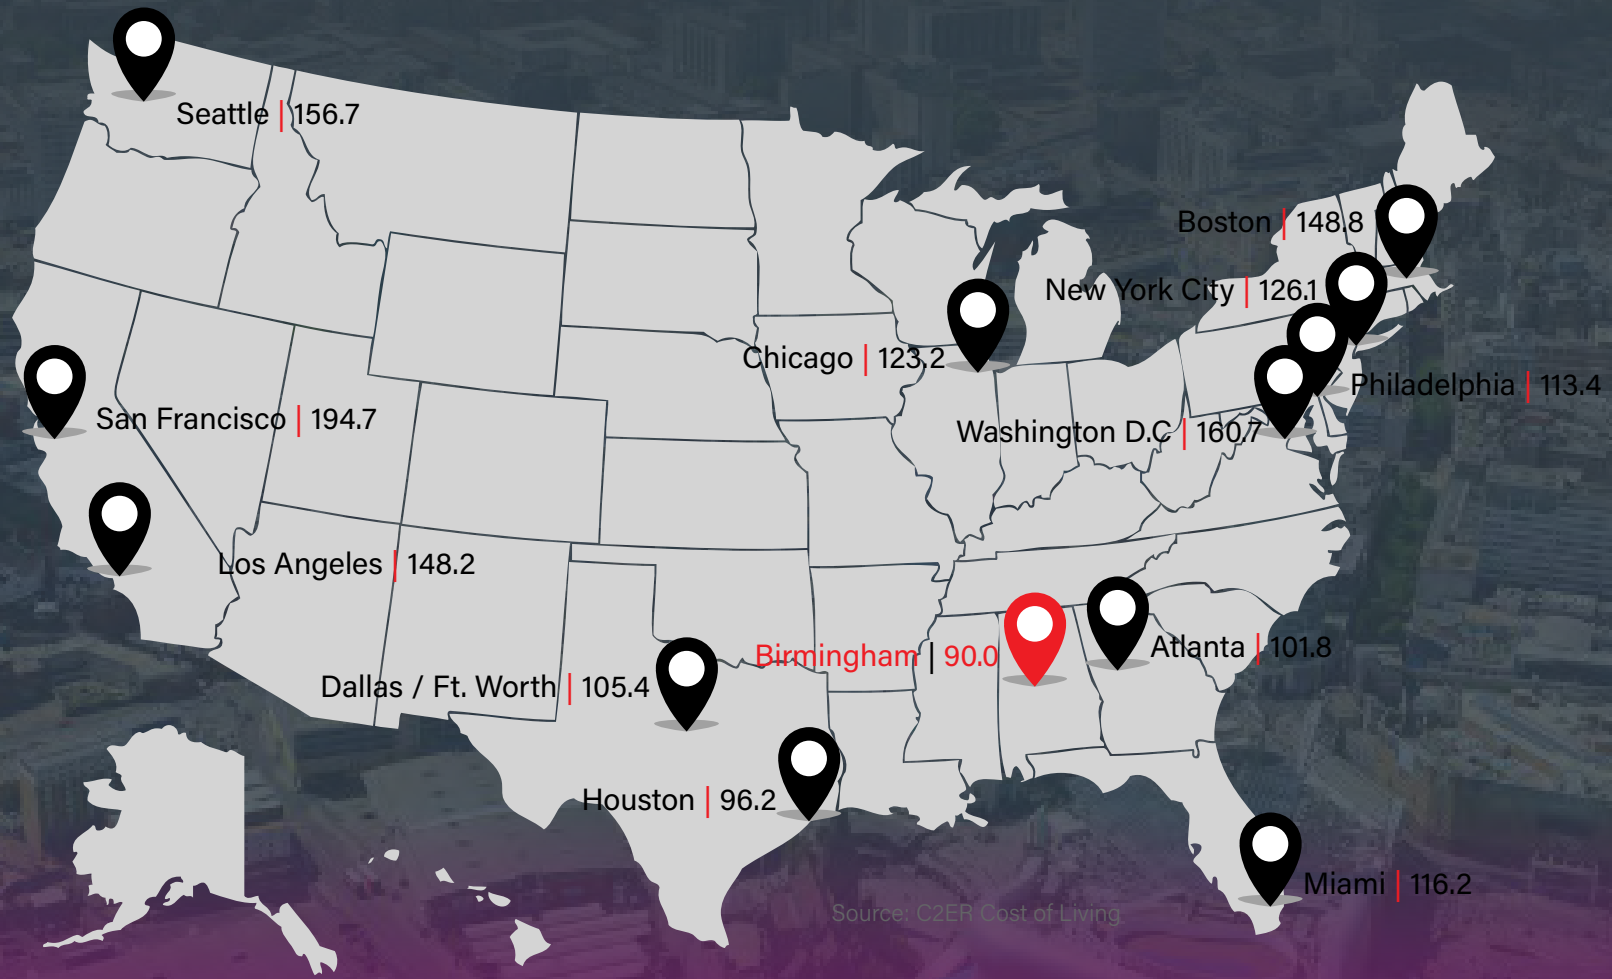 Seattle | 156.7
Boston | 148.8
New York City | 126.1
Chicago | 123.2
Philadelphia | 113.4
San Francisco | 194.7
Washington D.C | 160.7
Los Angeles | 148.2
Atlanta | 101.8
Birmingham | 90.0
Dallas / Ft. Worth | 105.4
Houston | 96.2
Miami | 116.2
Source: C2ER Cost of Living